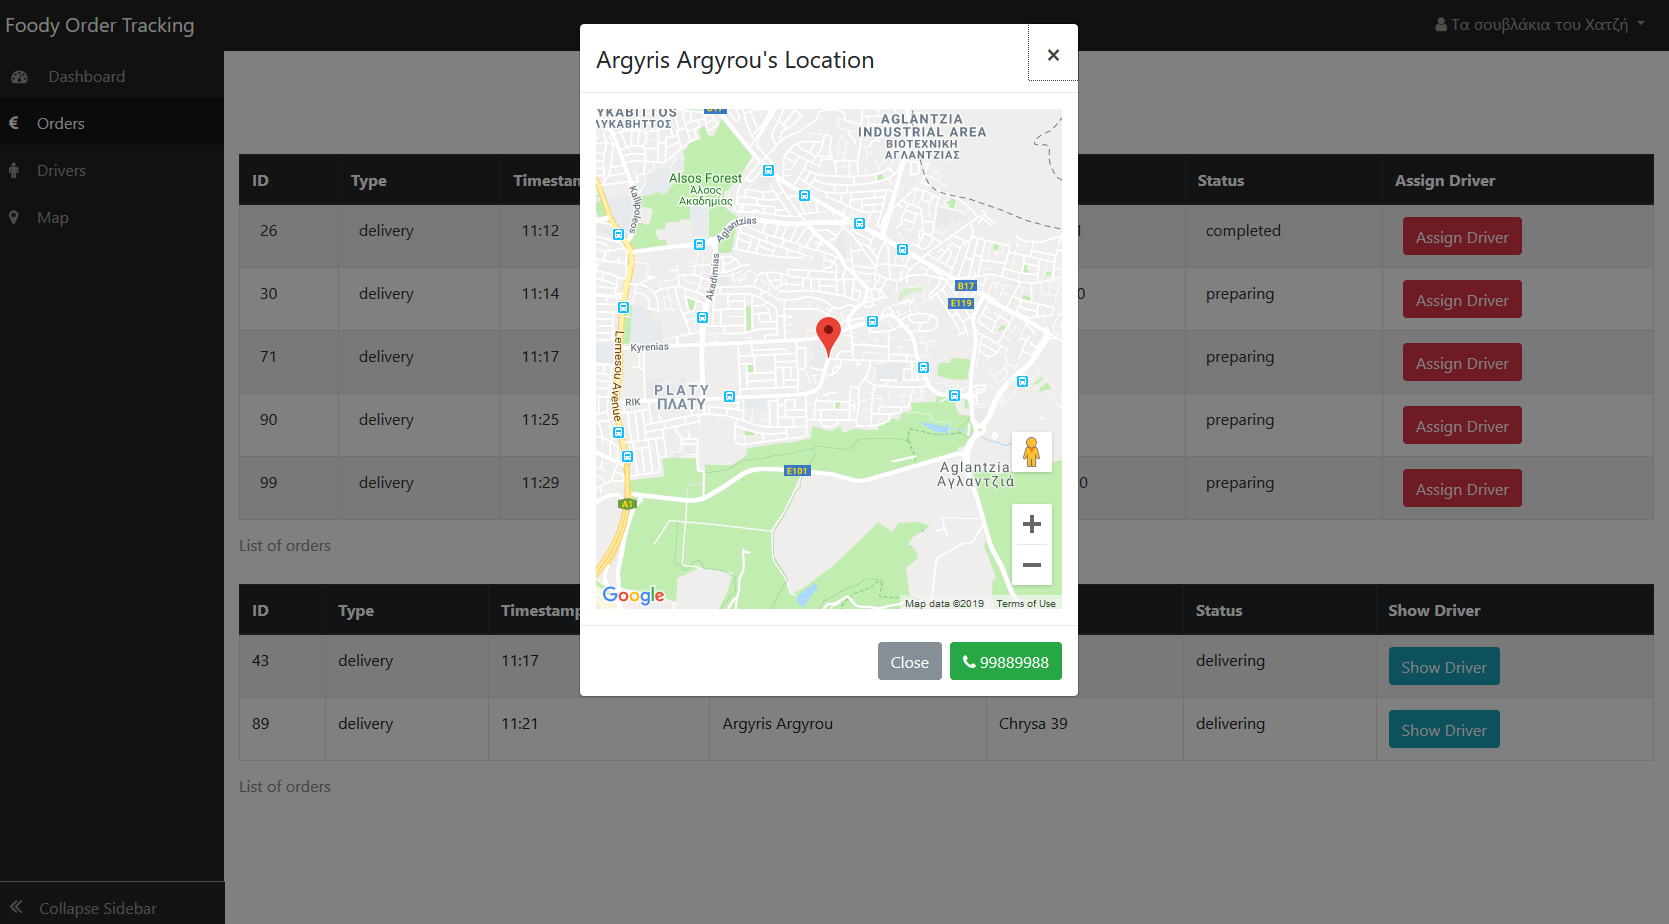 Foody Order Tracking
Τα σουβλάκια του Χατζή
Dashboard
Orders
Drivers
Map
Collapse Sidebar
Argyris Argyrou's Location
×
ΥΚΑΒΙΤΤΟS
ΛΥΚΑΒΗΤΤΟΣ
B17
AGLANTZIA
INDUSTRIAL AREA
ΒΙΟΤΕΧΝΙΚΗ
ΑΓΛΑΝΤΖΙΑΣ
Alsos Forest
Άλσος
Ακαδημίας
Kallipoleos
Aglantzias
Akadimias
B17
E119
Kyrenias
Lemesou Avenue
PLATY
ΠΛΑΤΥ
RIK
E101
Aglantzia
Αγλαντζιά
A1
Google
Map data ©2019 Terms of Use
Close 99889988
ID Type Status Assign Driver
26 delivery 11:12 completed Assign Driver
30 delivery 11:14 preparing Assign Driver
71 delivery 11:17 preparing Assign Driver
90 delivery 11:25 preparing Assign Driver
99 delivery 11:29 preparing Assign Driver
List of orders
ID Type Timestamp Status Show Driver
43 delivery 11:17 delivering Show Driver
89 delivery 11:21 Argyris Argyrou Chrysa 39 delivering Show Driver
List of orders